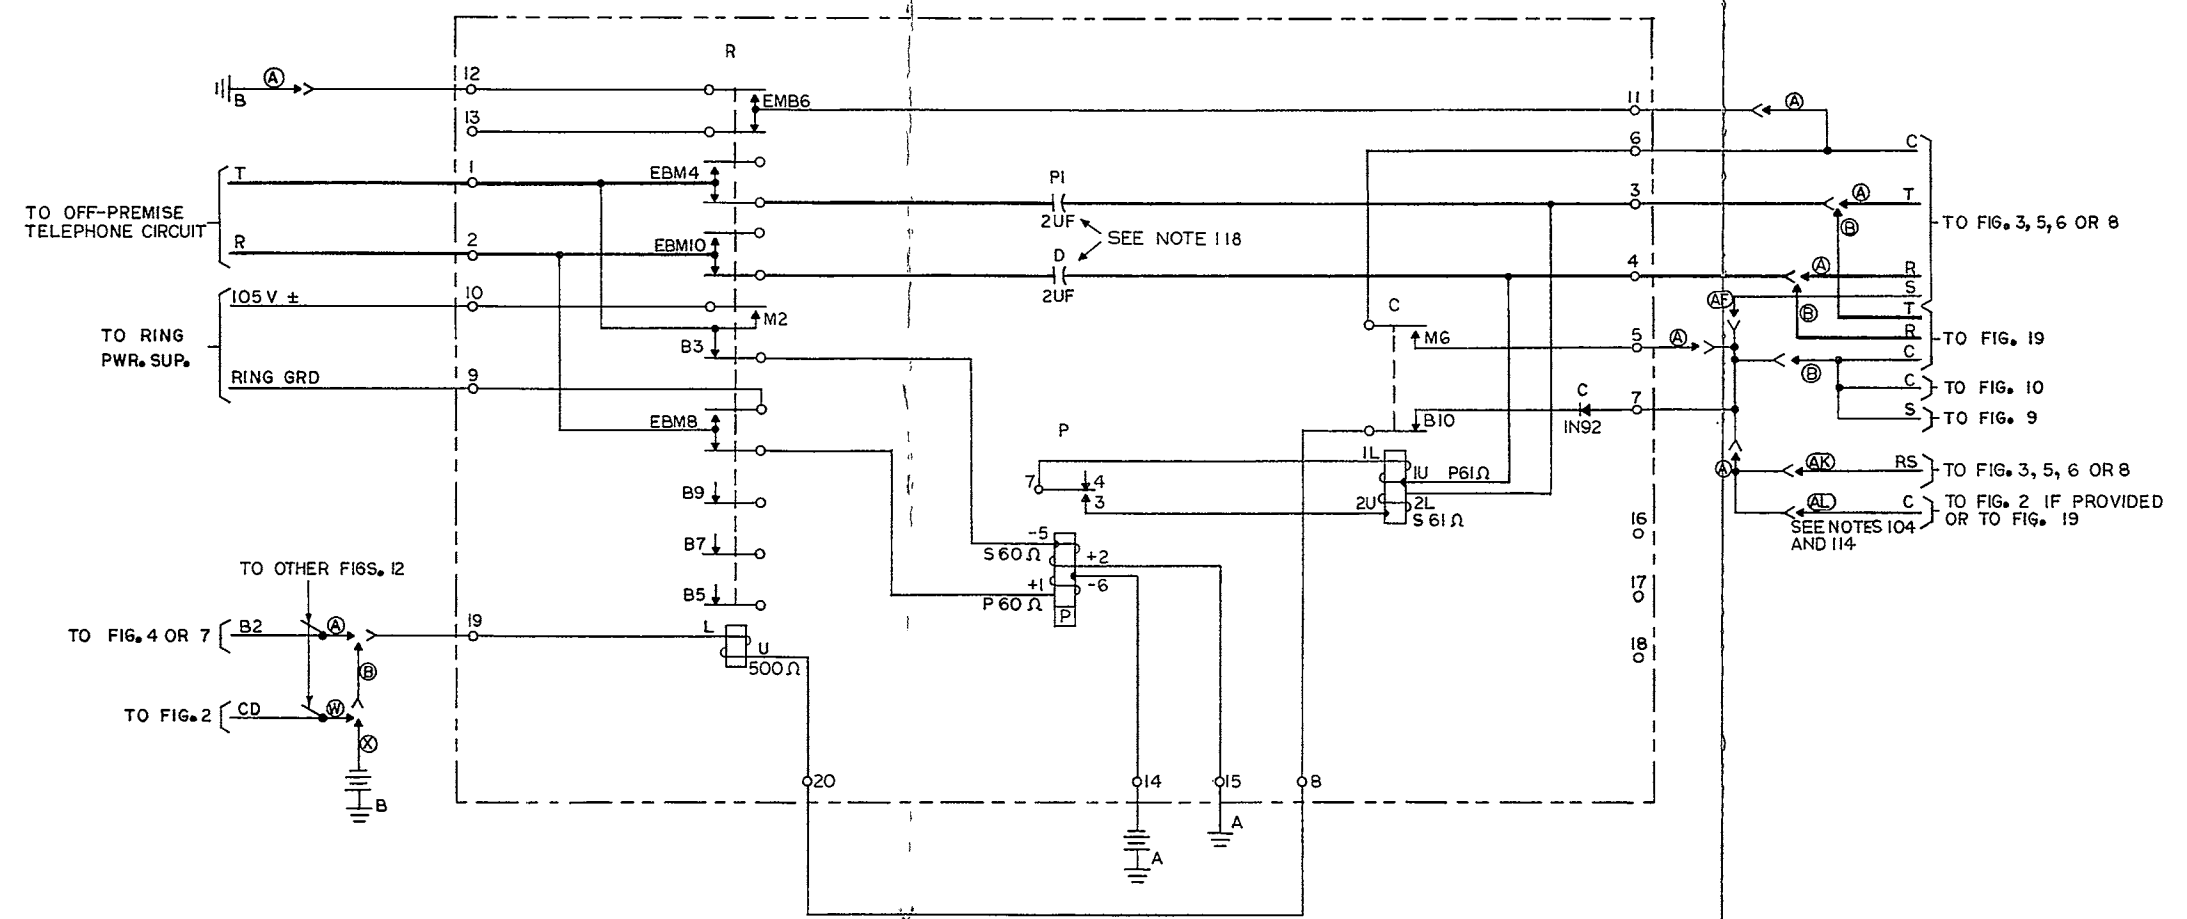 R
A
B
12
EMB6
13
11
A
6
C
T
1
EBM4
P1
2UF
3
A
T
B
TO OFF-PREMISE
TELEPHONE CIRCUIT
SEE NOTE 118
TO FIG. 3, 5, 6 OR 8
R
2
EBM10
D
2UF
4
A
R
S
AF
B
105V ±
10
M2
C
T
R
TO RING
PWR. SUP.
B3
M6
5
A
TO FIG. 19
C
B
RING GRD
9
C
TO FIG. 10
S
TO FIG. 9
EBM8
P
B10
C
1N92
7
1L
1U
P61Ω
7
4
3
2U
2L
S 61Ω
A
AK
RS
TO FIG. 3, 5, 6 OR 8
AL
C
TO FIG. 2 IF PROVIDED
OR TO FIG. 19
SEE NOTES 104
AND 114
B9
B7
B5
-5
S 60Ω
+2
+1
-6
P 60Ω
P
16
17
18
TO OTHER FIGS. 12
TO FIG. 4 OR 7
B2
A
19
L
U
500Ω
B
TO FIG. 2
CD
W
X
B
20
14
15
8
A
A